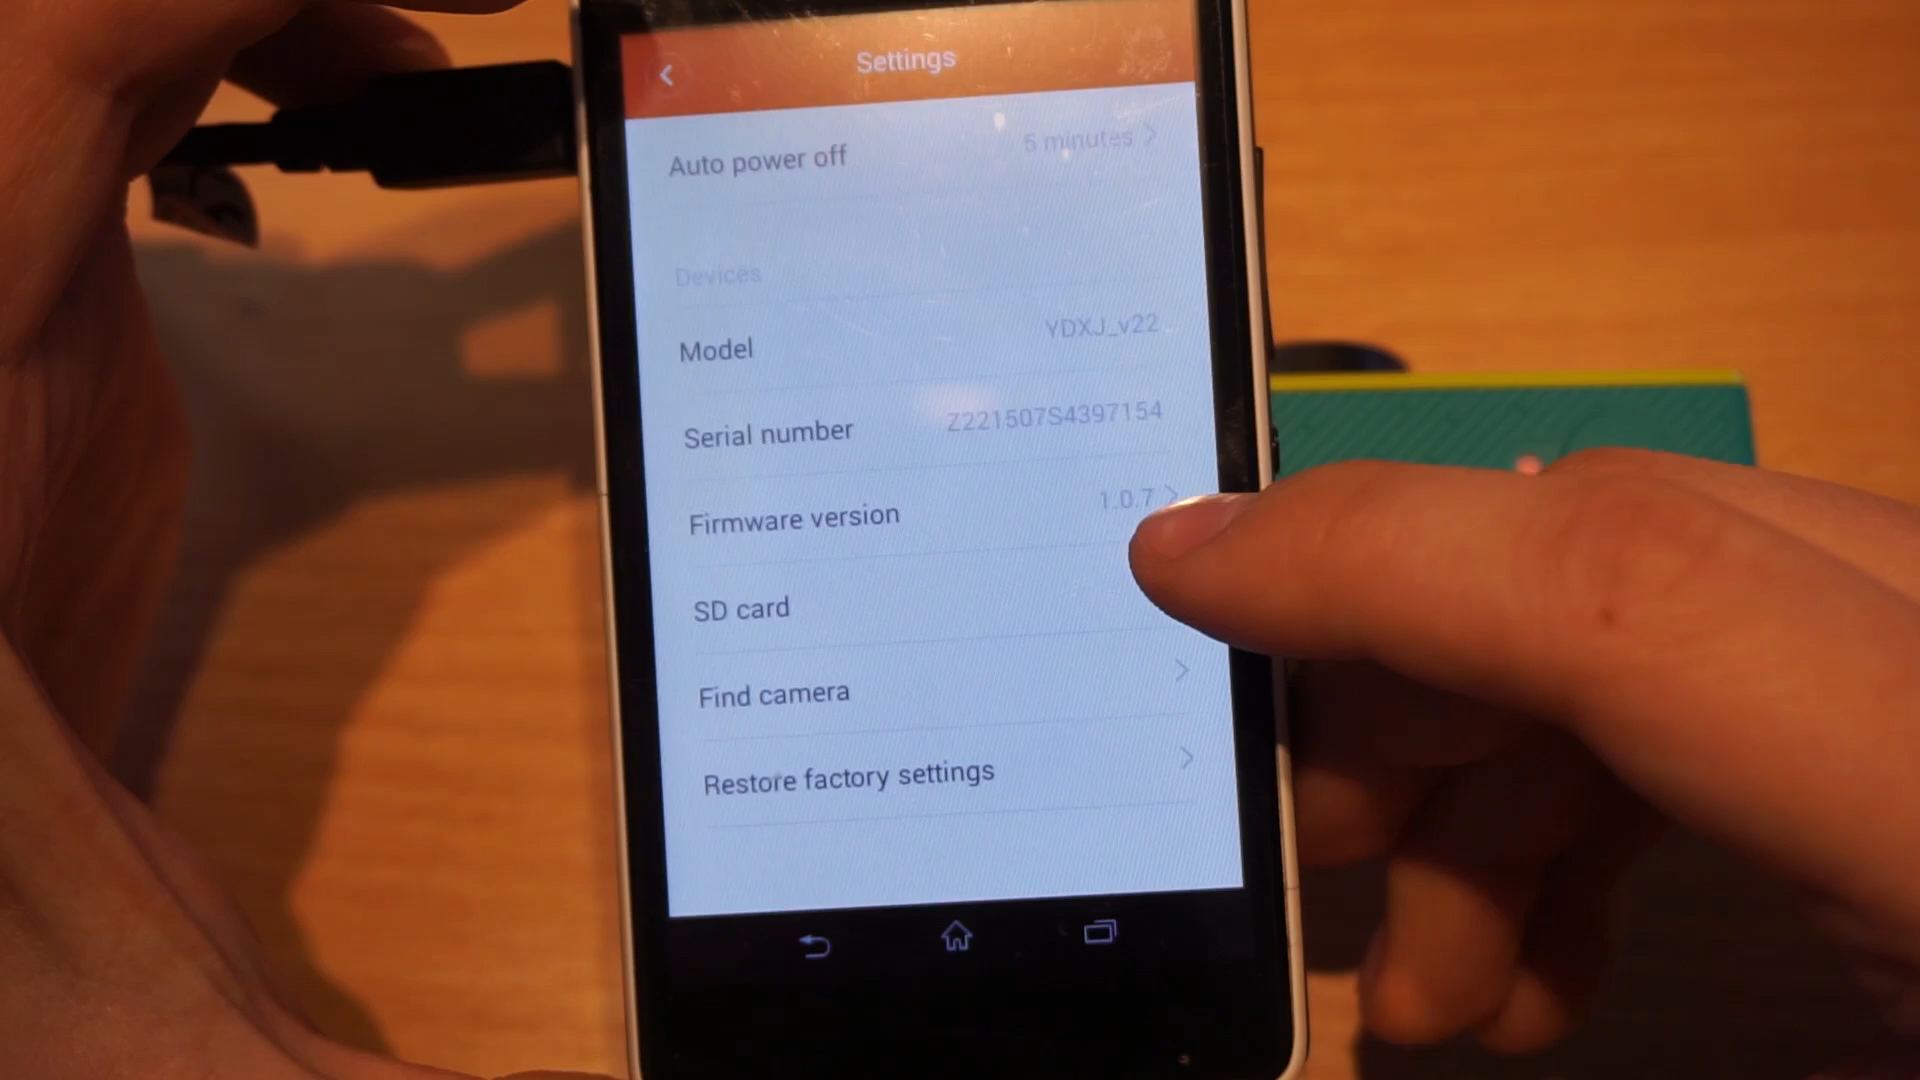 Settings
Auto power off 5 minutes
Devices
Model YDXJ_v22
Serial number Z221507S4397154
Firmware version 1.0.7
SD card
Find camera
Restore factory settings